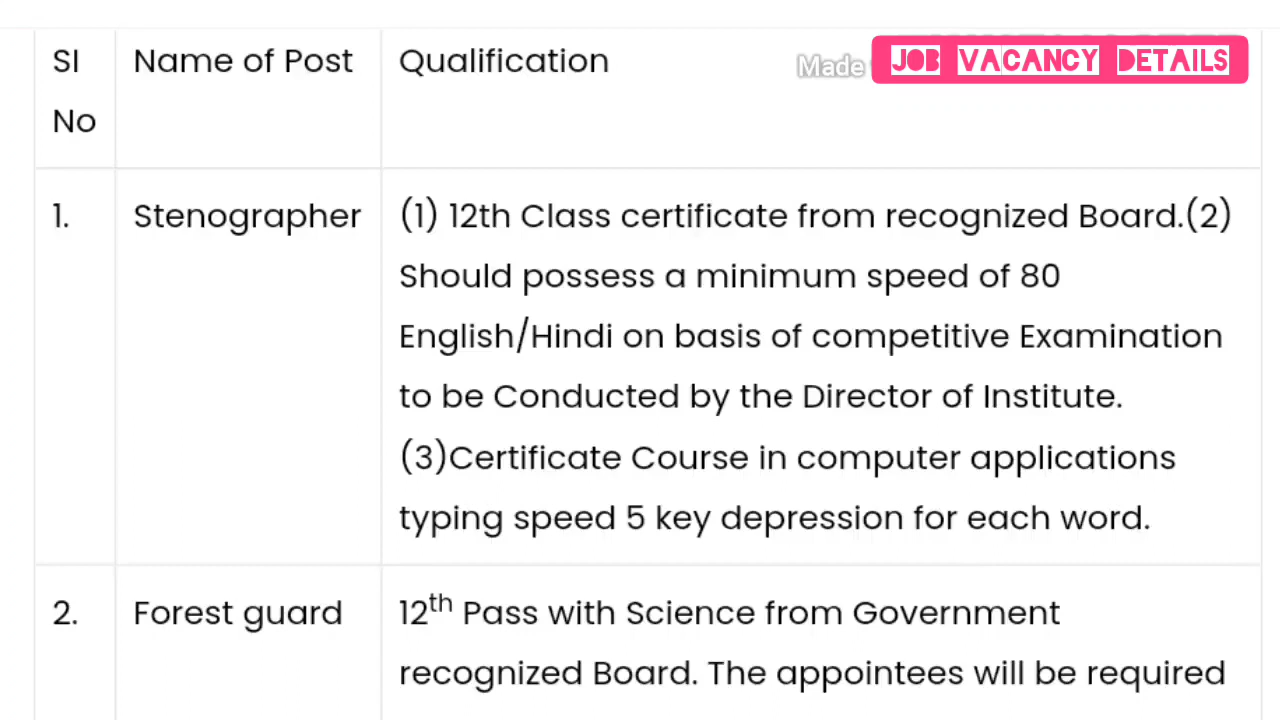 SI No
Name of Post
Qualification
Made
JOB VACANCY DETAILS
1.
Stenographer
(1) 12th Class certificate from recognized Board.(2)
Should possess a minimum speed of 80
English/Hindi on basis of competitive Examination
to be Conducted by the Director of Institute.
(3)Certificate Course in computer applications
typing speed 5 key depression for each word.
2.
Forest guard
12th Pass with Science from Government
recognized Board. The appointees will be required